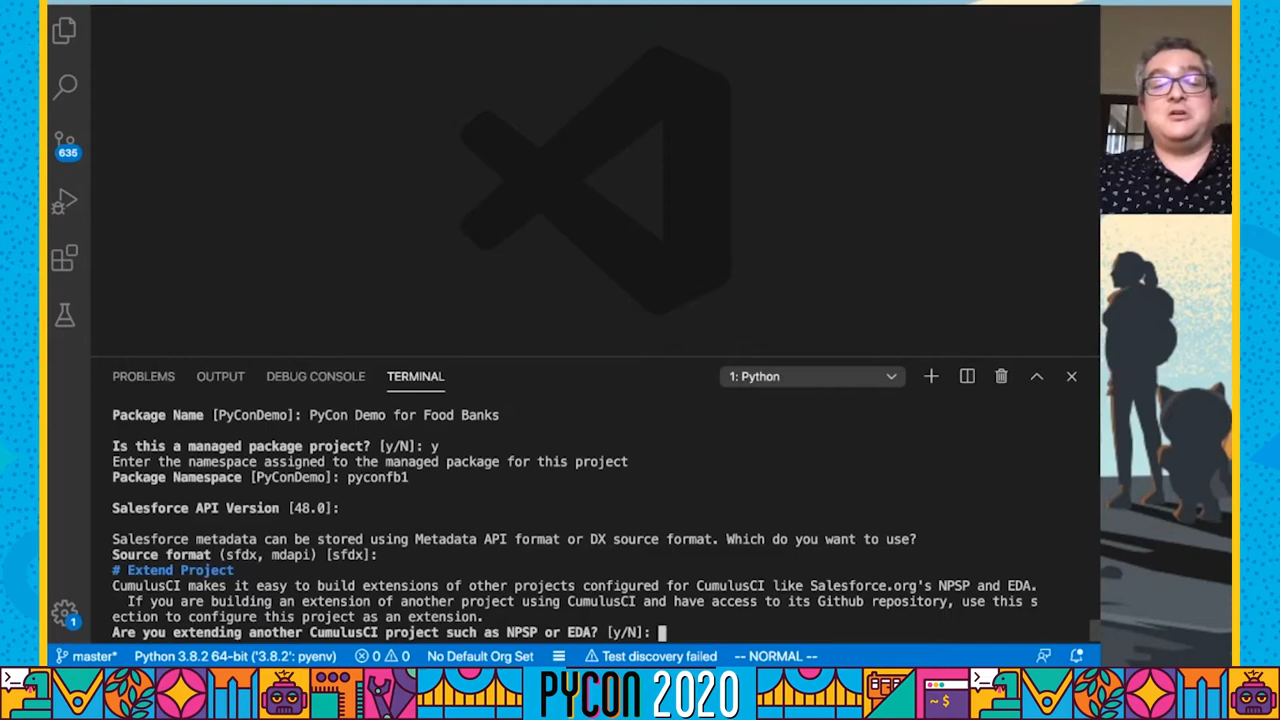 635
PROBLEMS OUTPUT DEBUG CONSOLE TERMINAL 1: Python
Package Name [PyConDemo]: PyCon Demo for Food Banks
Is this a managed package project? [y/N]: y
Enter the namespace assigned to the managed package for this project
Package Namespace [PyConDemo]: pyconfb1
Salesforce API Version [48.0]:
Salesforce metadata can be stored using Metadata API format or DX source format. Which do you want to use?
Source format (sfdx, mdapi) [sfdx]:
# Extend Project
CumulusCI makes it easy to build extensions of other projects configured for CumulusCI like Salesforce.org's NPSP and EDA.
If you are building an extension of another project using CumulusCI and have access to its Github repository, use this s
ection to configure this project as an extension.
Are you extending another CumulusCI project such as NPSP or EDA? [y/N]:
1
master* Python 3.8.2 64-bit ('3.8.2': pyenv) 0 0 No Default Org Set Test discovery failed -- NORMAL --
PYCON 2020
~$